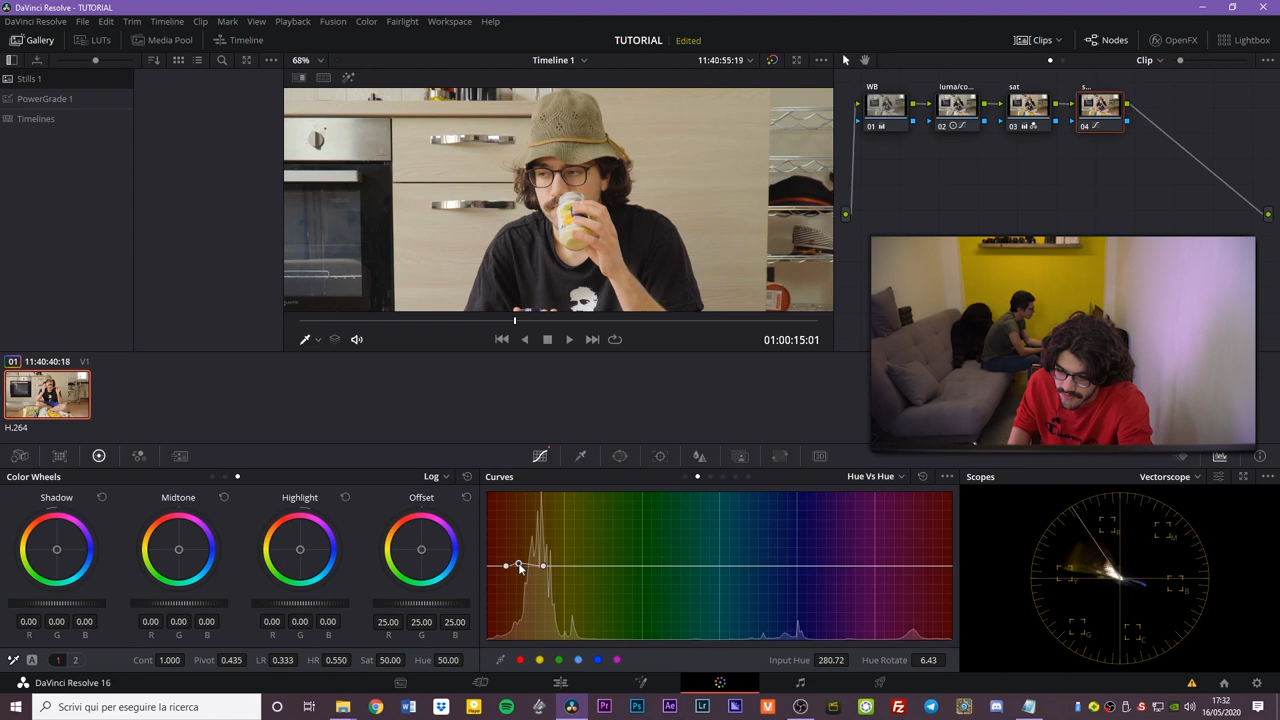 DaVinci Resolve - TUTORIAL
DaVinci Resolve File Edit Trim Timeline Clip Mark View Playback Fusion Color Fairlight Workspace Help
Gallery LUTs Media Pool Timeline TUTORIAL Edited Clips Nodes OpenFX Lightbox
68% Timeline 1 11:40:55:19 Clip
Stills 1
PowerGrade 1
Timelines
WB luma/co... sat s...
01 02 03 04
01:00:15:01
01 11:40:40:18 V1
H.264
Color Wheels Log Curves Hue Vs Hue Scopes Vectorscope
Shadow Midtone Highlight Offset
0.00 0.00 0.00 0.00 0.00 0.00 0.00 0.00 0.00 25.00 25.00 25.00
R G B R G B R G B R G B
A 1 2 Cont 1.000 Pivot 0.435 LR 0.333 HR 0.550 Sat 50.00 Hue 50.00 Input Hue 280.72 Hue Rotate 6.43
R M B C G Y
DaVinci Resolve 16
Scrivi qui per eseguire la ricerca
17:32
16/05/2020